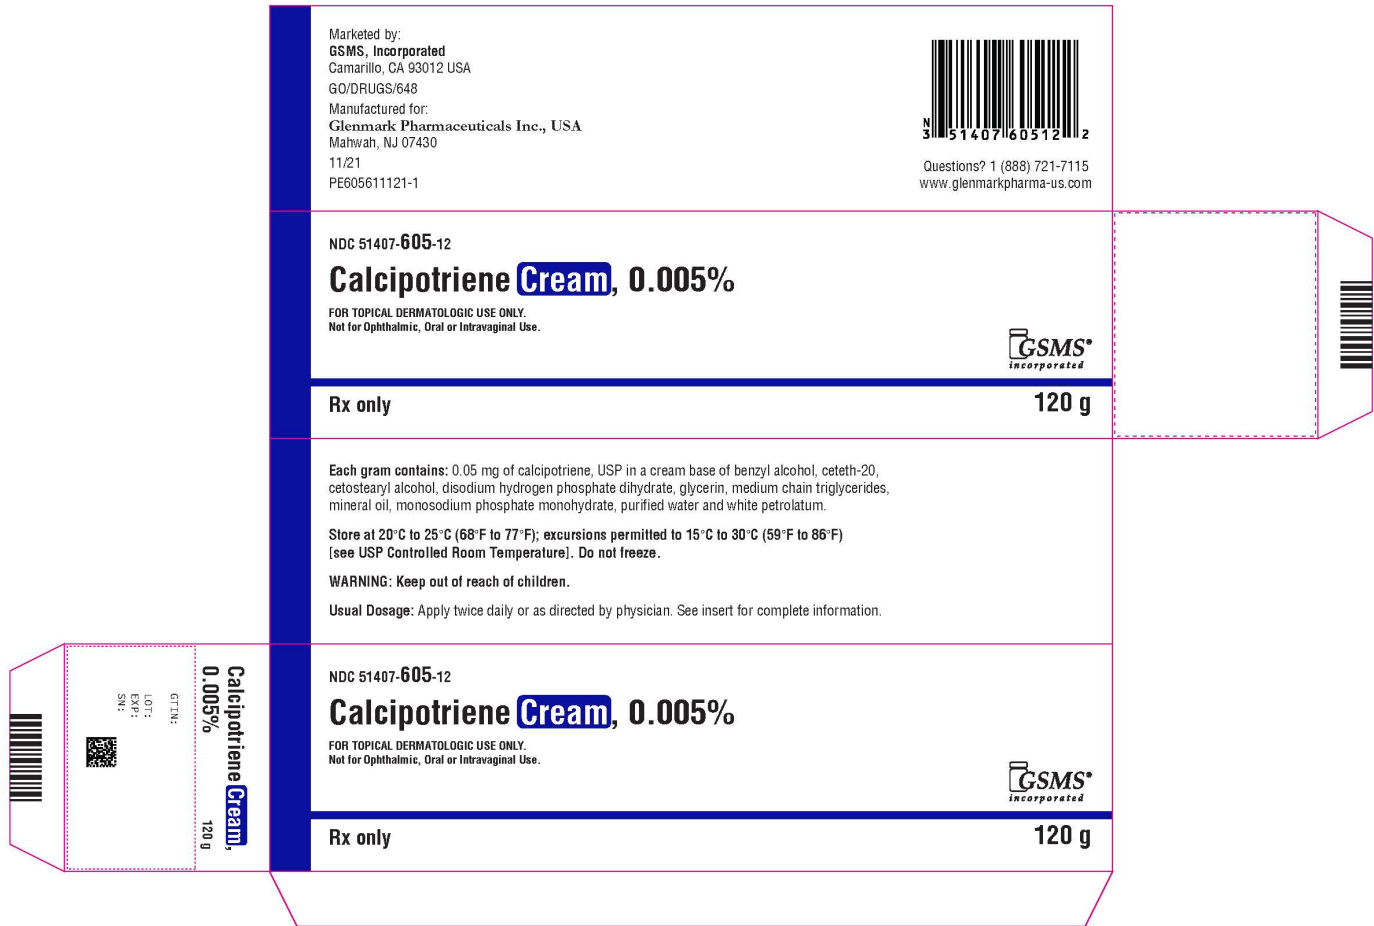 Marketed by:
GSMS, Incorporated
Camarillo, CA 93012 USA
GO/DRUGS/648
Manufactured for:
Glenmark Pharmaceuticals Inc., USA
Mahwah, NJ 07430
11/21
PE605611121-1
N
3 51407 60512 2
Questions? 1 (888) 721-7115
www.glenmarkpharma-us.com
NDC 51407-605-12
Calcipotriene Cream, 0.005%
FOR TOPICAL DERMATOLOGIC USE ONLY.
Not for Ophthalmic, Oral or Intravaginal Use.
GSMS®
incorporated
Rx only
120 g
Each gram contains: 0.05 mg of calcipotriene, USP in a cream base of benzyl alcohol, ceteth-20,
cetostearyl alcohol, disodium hydrogen phosphate dihydrate, glycerin, medium chain triglycerides,
mineral oil, monosodium phosphate monohydrate, purified water and white petrolatum.
Store at 20°C to 25°C (68°F to 77°F); excursions permitted to 15°C to 30°C (59°F to 86°F)
[see USP Controlled Room Temperature]. Do not freeze.
WARNING: Keep out of reach of children.
Usual Dosage: Apply twice daily or as directed by physician. See insert for complete information.
NDC 51407-605-12
Calcipotriene Cream, 0.005%
FOR TOPICAL DERMATOLOGIC USE ONLY.
Not for Ophthalmic, Oral or Intravaginal Use.
GSMS®
incorporated
Rx only
120 g
Calcipotriene Cream,
0.005%
120 g
GTIN:
LOT:
EXP:
SN: